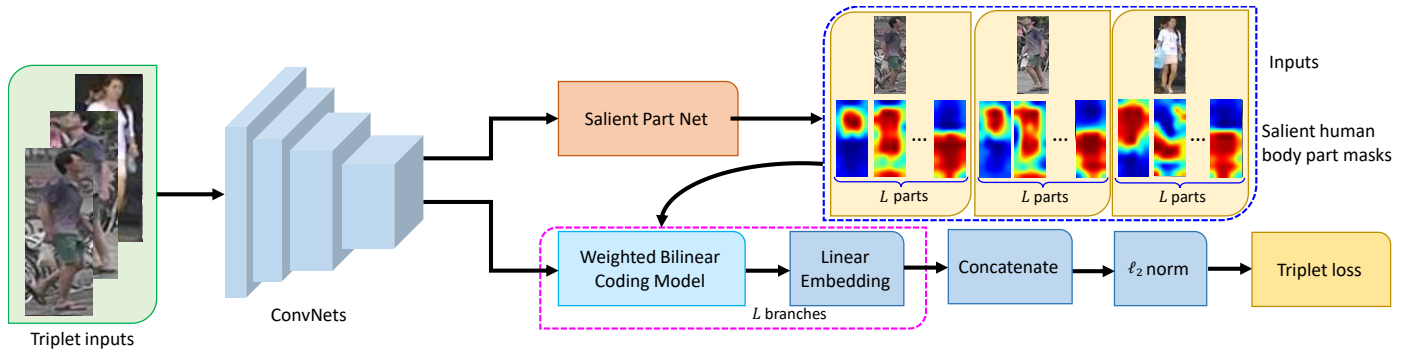 Triplet inputs
ConvNets
Salient Part Net
Inputs
Salient human
body part masks
...
...
...
L parts
L parts
L parts
Weighted Bilinear
Coding Model
Linear
Embedding
L branches
Concatenate
ℓ₂ norm
Triplet loss